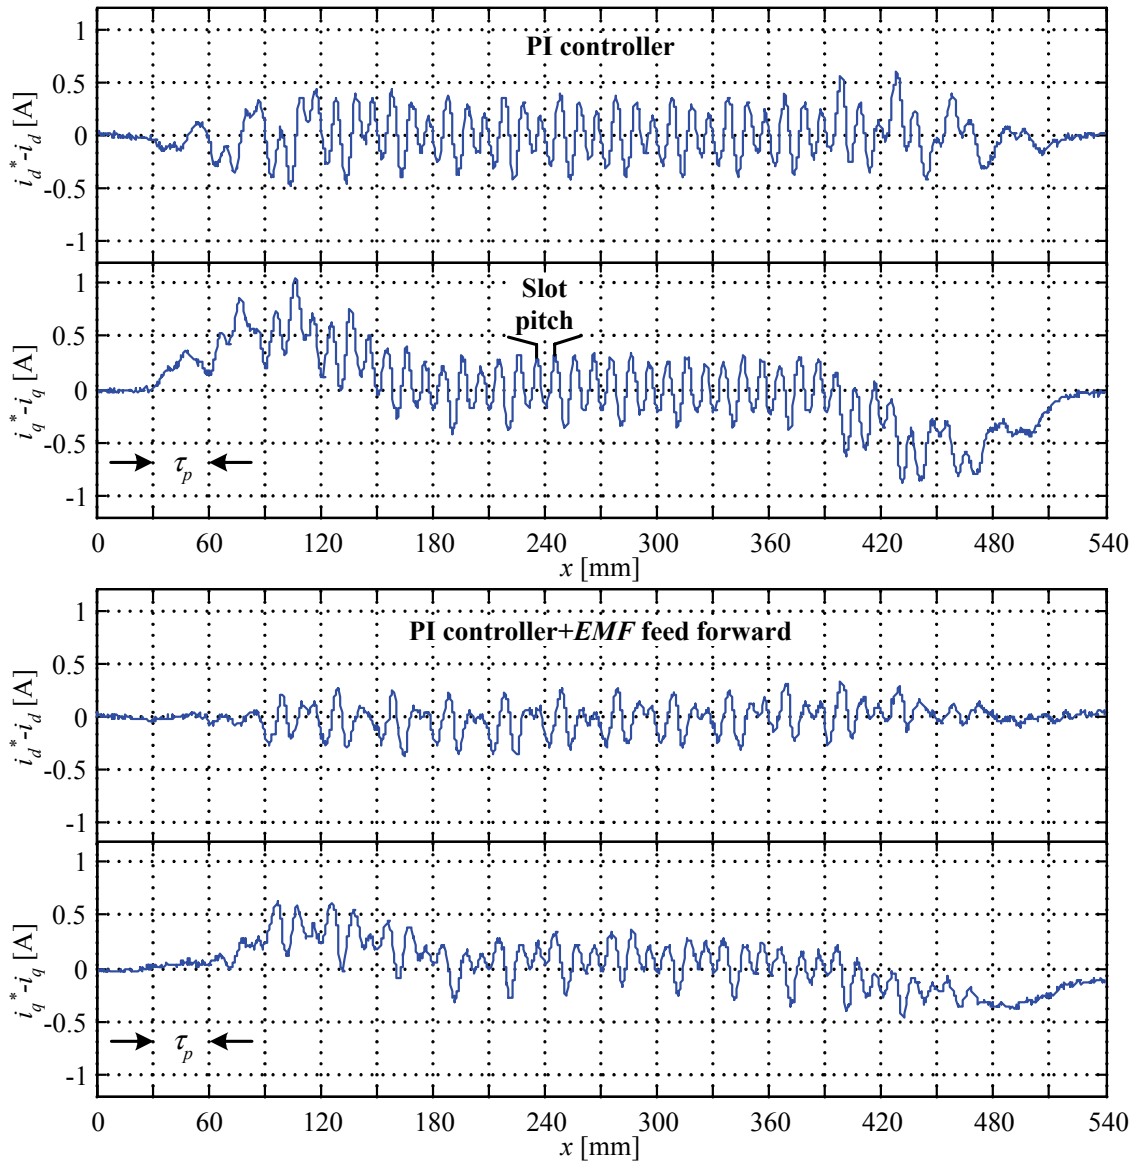 PI controller
i_d^*-i_d [A]
1
0.5
0
-0.5
-1
Slot
pitch
i_q^*-i_q [A]
1
0.5
0
-0.5
-1
τ_p
0 60 120 180 240 300 360 420 480 540
x [mm]
PI controller+EMF feed forward
i_d^*-i_d [A]
1
0.5
0
-0.5
-1
i_q^*-i_q [A]
1
0.5
0
-0.5
-1
τ_p
0 60 120 180 240 300 360 420 480 540
x [mm]